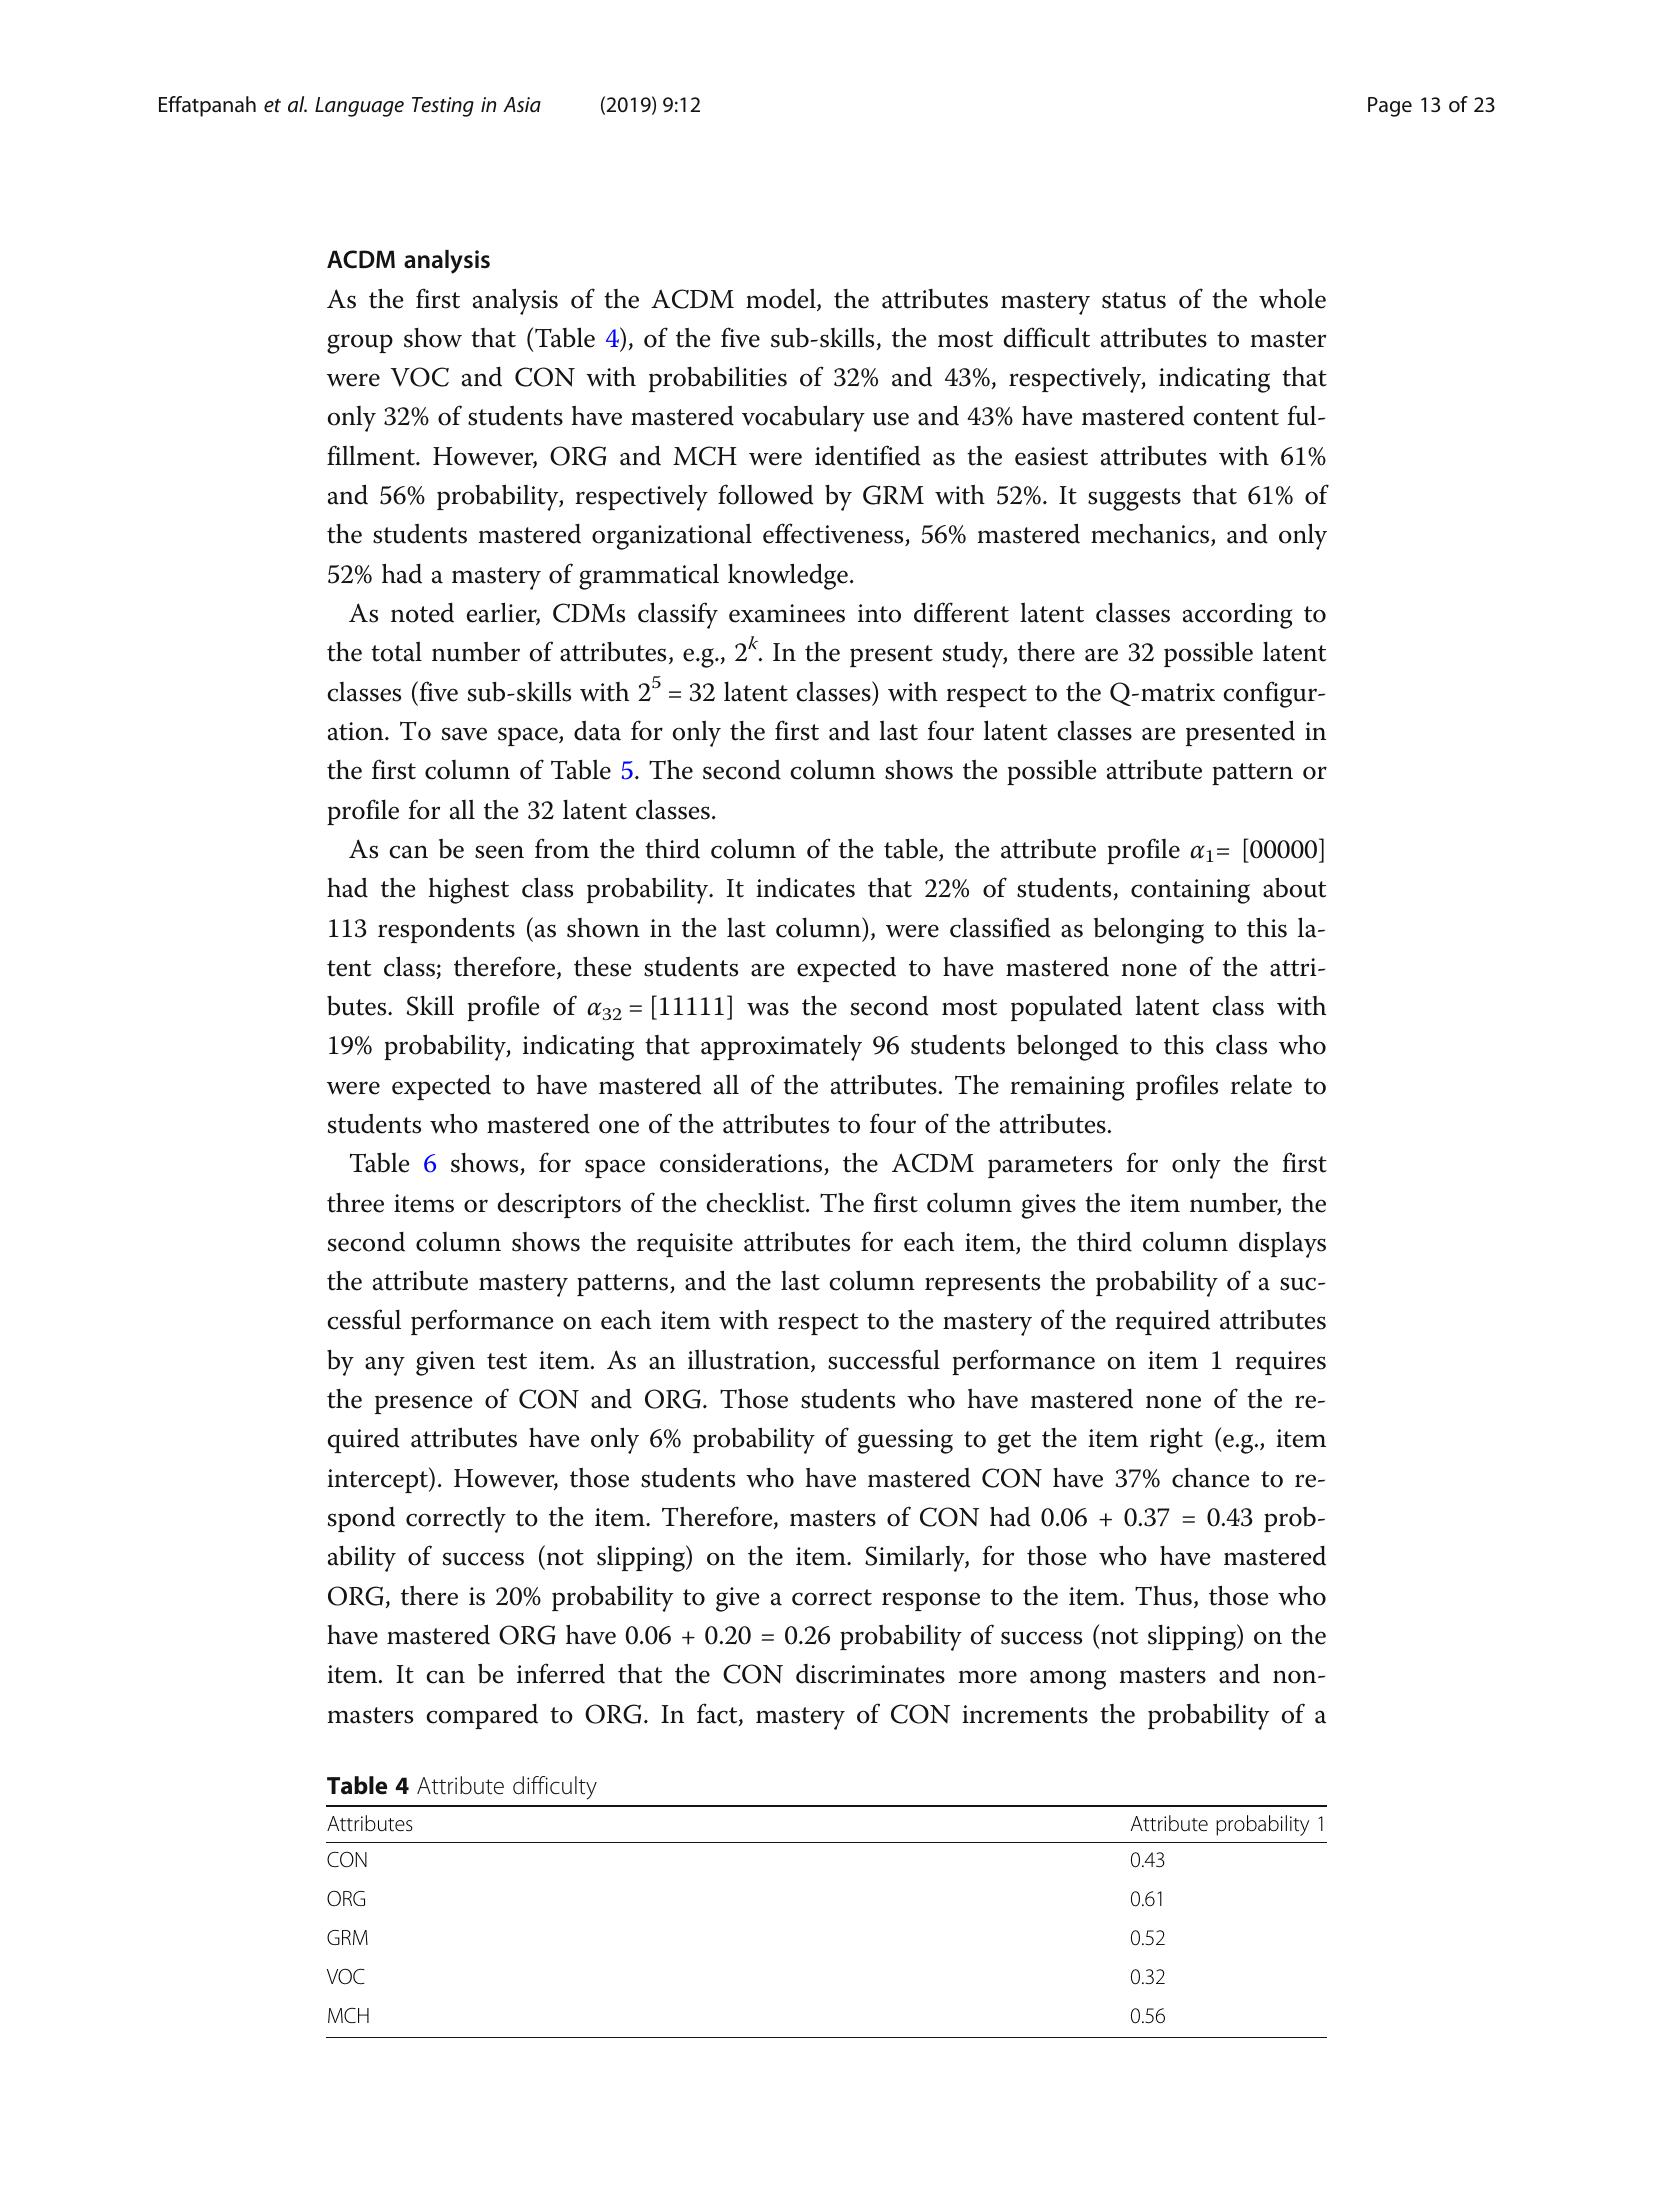 Effatpanah et al. Language Testing in Asia (2019) 9:12 Page 13 of 23
ACDM analysis
As the first analysis of the ACDM model, the attributes mastery status of the whole
group show that (Table 4), of the five sub-skills, the most difficult attributes to master
were VOC and CON with probabilities of 32% and 43%, respectively, indicating that
only 32% of students have mastered vocabulary use and 43% have mastered content ful-
fillment. However, ORG and MCH were identified as the easiest attributes with 61%
and 56% probability, respectively followed by GRM with 52%. It suggests that 61% of
the students mastered organizational effectiveness, 56% mastered mechanics, and only
52% had a mastery of grammatical knowledge.
As noted earlier, CDMs classify examinees into different latent classes according to
the total number of attributes, e.g., 2^k. In the present study, there are 32 possible latent
classes (five sub-skills with 2^5 = 32 latent classes) with respect to the Q-matrix configur-
ation. To save space, data for only the first and last four latent classes are presented in
the first column of Table 5. The second column shows the possible attribute pattern or
profile for all the 32 latent classes.
As can be seen from the third column of the table, the attribute profile α₁= [00000]
had the highest class probability. It indicates that 22% of students, containing about
113 respondents (as shown in the last column), were classified as belonging to this la-
tent class; therefore, these students are expected to have mastered none of the attri-
butes. Skill profile of α₃₂ = [11111] was the second most populated latent class with
19% probability, indicating that approximately 96 students belonged to this class who
were expected to have mastered all of the attributes. The remaining profiles relate to
students who mastered one of the attributes to four of the attributes.
Table 6 shows, for space considerations, the ACDM parameters for only the first
three items or descriptors of the checklist. The first column gives the item number, the
second column shows the requisite attributes for each item, the third column displays
the attribute mastery patterns, and the last column represents the probability of a suc-
cessful performance on each item with respect to the mastery of the required attributes
by any given test item. As an illustration, successful performance on item 1 requires
the presence of CON and ORG. Those students who have mastered none of the re-
quired attributes have only 6% probability of guessing to get the item right (e.g., item
intercept). However, those students who have mastered CON have 37% chance to re-
spond correctly to the item. Therefore, masters of CON had 0.06 + 0.37 = 0.43 prob-
ability of success (not slipping) on the item. Similarly, for those who have mastered
ORG, there is 20% probability to give a correct response to the item. Thus, those who
have mastered ORG have 0.06 + 0.20 = 0.26 probability of success (not slipping) on the
item. It can be inferred that the CON discriminates more among masters and non-
masters compared to ORG. In fact, mastery of CON increments the probability of a
Table 4 Attribute difficulty
Attributes Attribute probability 1
CON 0.43
ORG 0.61
GRM 0.52
VOC 0.32
MCH 0.56